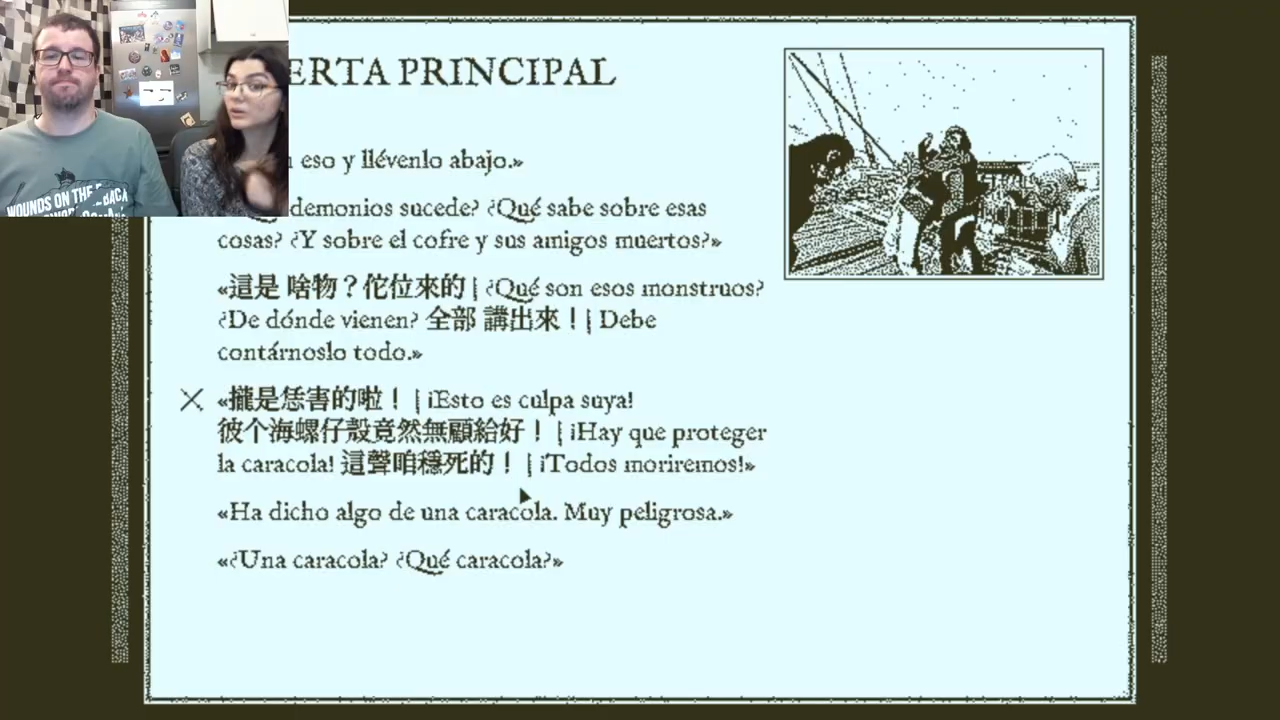 ERTA PRINCIPAL
eso y llévenlo abajo.»
demonios sucede? ¿Qué sabe sobre esas
cosas? ¿Y sobre el cofre y sus amigos muertos?»
«這是 啥物？佗位來的 | ¿Qué son esos monstruos?
¿De dónde vienen? 全部 講出來！| Debe
contárnoslo todo.»
«攏是恁害的啦！ | ¡Esto es culpa suya!
彼个海螺仔殼竟然無顧給好！ | ¡Hay que proteger
la caracola! 這聲咱穩死的！ | ¡Todos moriremos!»
«Ha dicho algo de una caracola. Muy peligrosa.»
«¿Una caracola? ¿Qué caracola?»
WOUNDS ON THE BACK